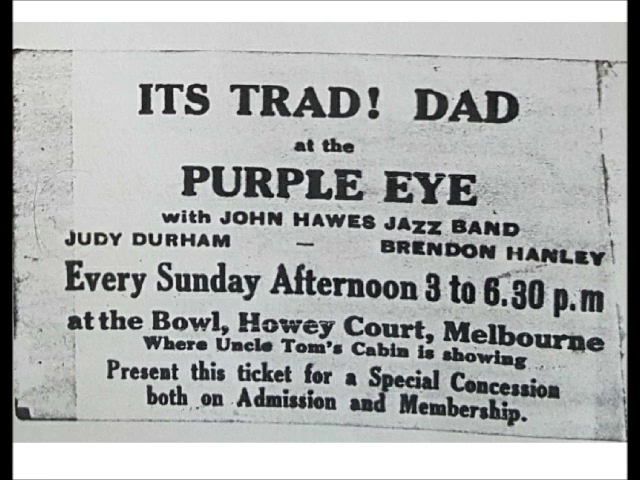 ITS TRAD! DAD
at the
PURPLE EYE
with JOHN HAWES JAZZ BAND
JUDY DURHAM — BRENDON HANLEY
Every Sunday Afternoon 3 to 6.30 p.m
at the Bowl, Howey Court, Melbourne
Where Uncle Tom's Cabin is showing
Present this ticket for a Special Concession
both on Admission and Membership.